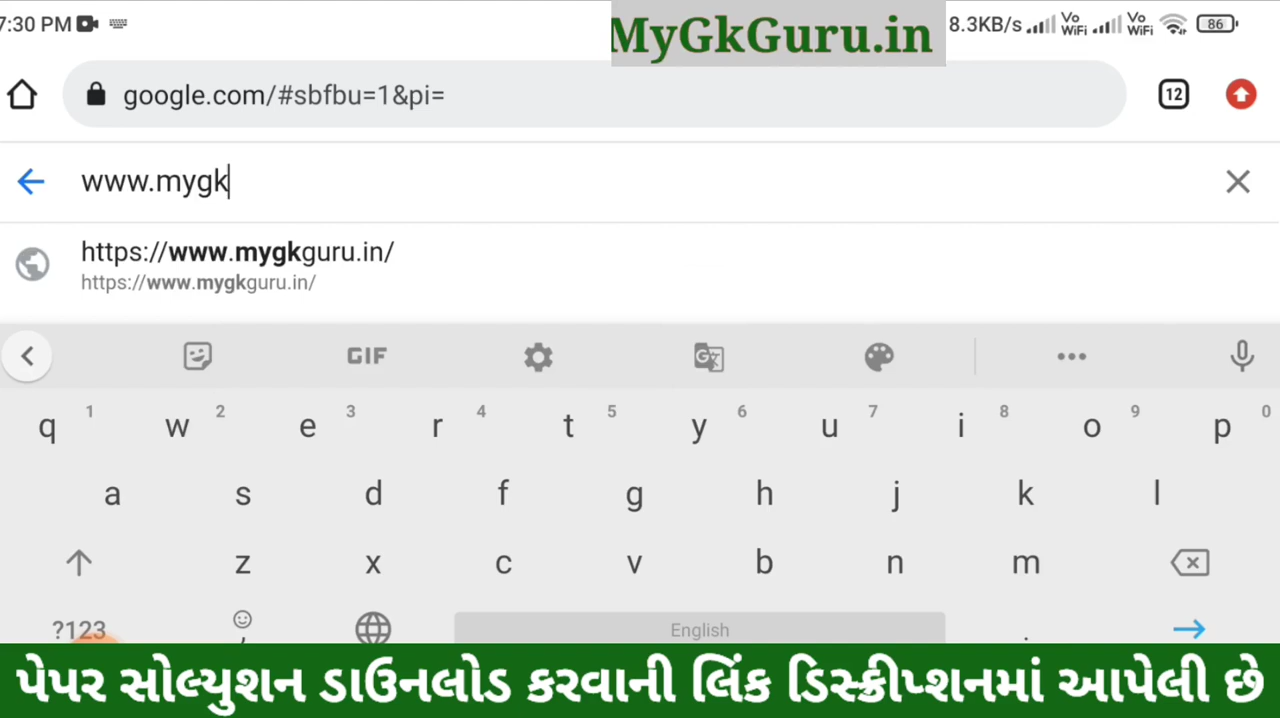 7:30 PM
MyGkGuru.in
8.3KB/s Vo WiFi Vo WiFi 86
google.com/#sbfbu=1&pi=
12
www.mygk
https://www.mygkguru.in/
https://www.mygkguru.in/
GIF
q 1 w 2 e 3 r 4 t 5 y 6 u 7 i 8 o 9 p 0
a s d f g h j k l
z x c v b n m
?123 , English .
પેપર સોલ્યુશન ડાઉનલોડ કરવાની લિંક ડિસ્ક્રીપ્શનમાં આપેલી છે